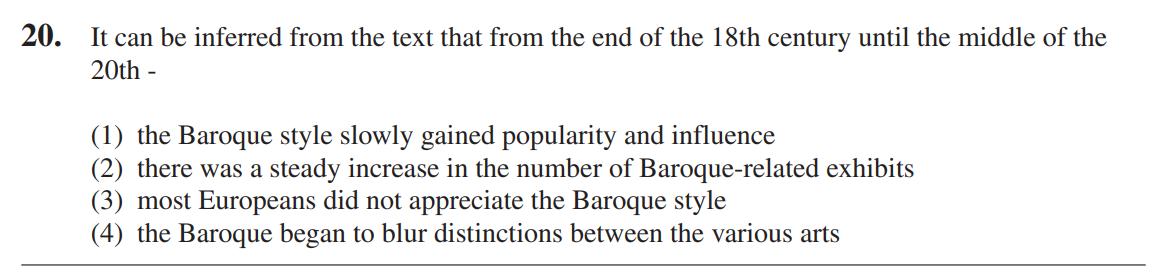 20. It can be inferred from the text that from the end of the 18th century until the middle of the
20th -
(1) the Baroque style slowly gained popularity and influence
(2) there was a steady increase in the number of Baroque-related exhibits
(3) most Europeans did not appreciate the Baroque style
(4) the Baroque began to blur distinctions between the various arts